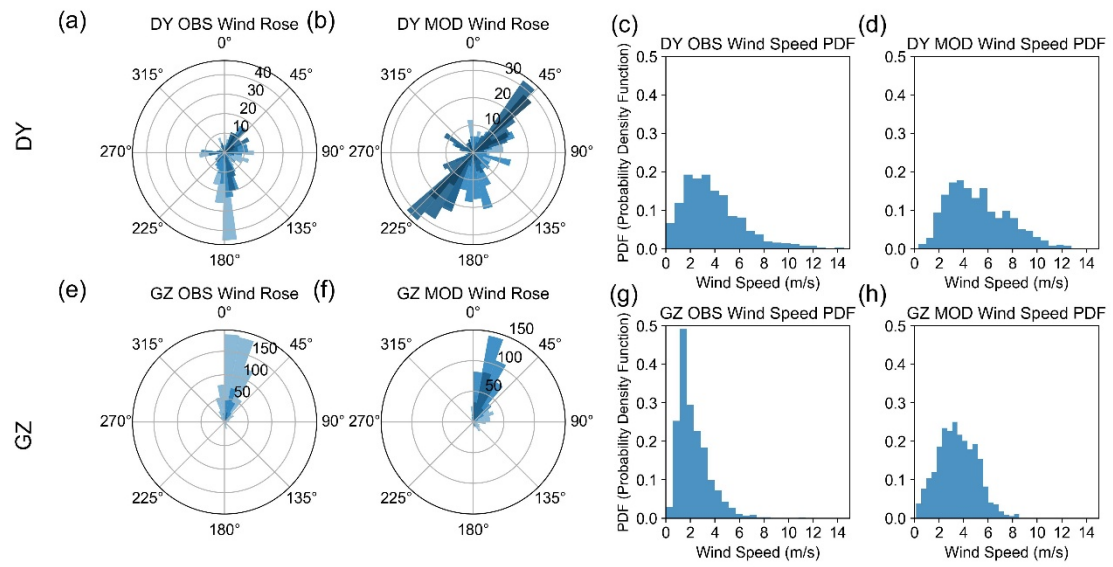 (a) DY OBS Wind Rose
0°
315° 45°
40
30
20
10
270° 90°
225° 135°
180°
(b) DY MOD Wind Rose
0°
315° 45°
30
20
10
270° 90°
225° 135°
180°
DY
(c) DY OBS Wind Speed PDF
PDF (Probability Density Function)
0.5
0.4
0.3
0.2
0.1
0.0
0 2 4 6 8 10 12 14
Wind Speed (m/s)
(d) DY MOD Wind Speed PDF
0.5
0.4
0.3
0.2
0.1
0.0
0 2 4 6 8 10 12 14
Wind Speed (m/s)
(e) GZ OBS Wind Rose
0°
315° 45°
150
100
50
270° 90°
225° 135°
180°
(f) GZ MOD Wind Rose
0°
315° 45°
150
100
50
270° 90°
225° 135°
180°
GZ
(g) GZ OBS Wind Speed PDF
PDF (Probability Density Function)
0.5
0.4
0.3
0.2
0.1
0.0
0 2 4 6 8 10 12 14
Wind Speed (m/s)
(h) GZ MOD Wind Speed PDF
0.5
0.4
0.3
0.2
0.1
0.0
0 2 4 6 8 10 12 14
Wind Speed (m/s)